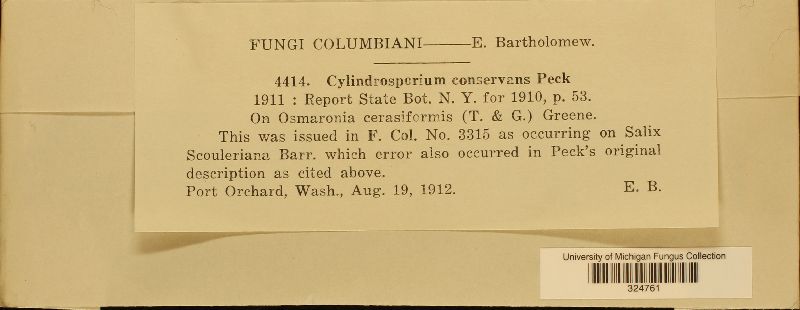 FUNGI COLUMBIANI—E. Bartholomew.
4414. Cylindrosporium conservans Peck
1911 : Report State Bot. N. Y. for 1910, p. 53.
On Osmaronia cerasiformis (T. & G.) Greene.
This was issued in F. Col. No. 3315 as occurring on Salix
Scouleriana Barr. which error also occurred in Peck's original
description as cited above.
Port Orchard, Wash., Aug. 19, 1912. E. B.
University of Michigan Fungus Collection
324761